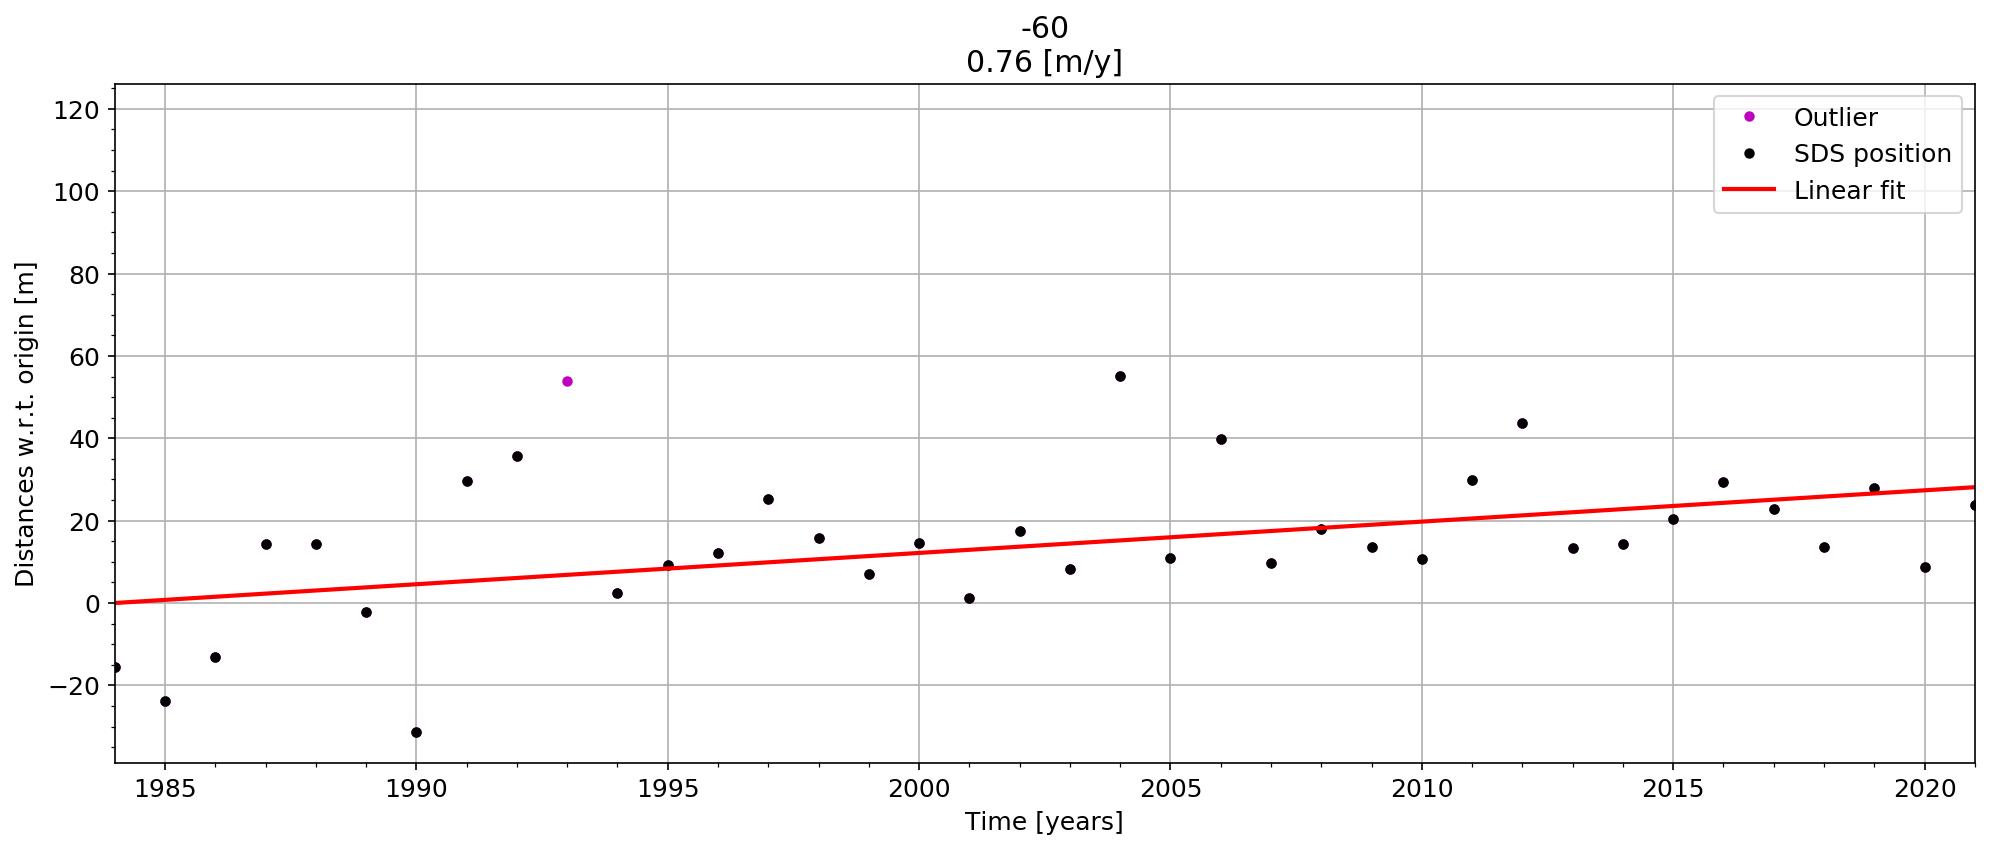 -60
0.76 [m/y]
Distances w.r.t. origin [m]
120
100
80
60
40
20
0
−20
Outlier
SDS position
Linear fit
1985 1990 1995 2000 2005 2010 2015 2020
Time [years]